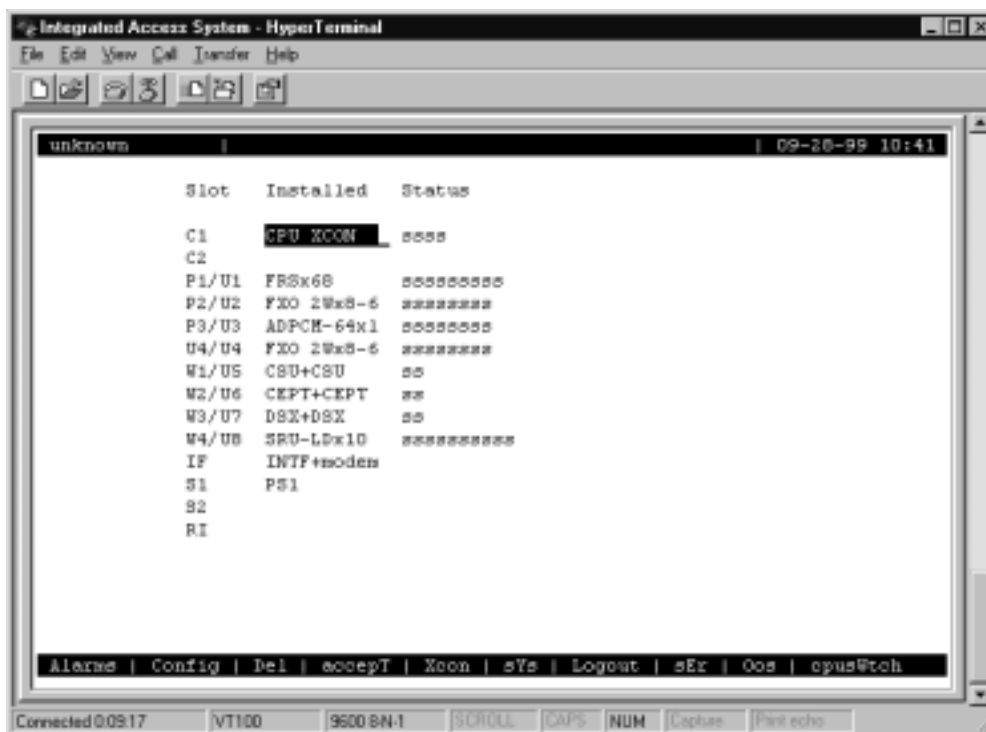 Integrated Access System - HyperTerminal
File Edit View Call Transfer Help
unknown | | 09-28-99 10:41
Slot Installed Status
C1 CPU XCON _ ssss
C2
P1/U1 FRSx68 sssssssss
P2/U2 FXO 2Wx8-6 ssssssss
P3/U3 ADPCM-64x1 ssssssss
U4/U4 FXO 2Wx8-6 ssssssss
W1/U5 CSU+CSU ss
W2/U6 CEPT+CEPT ss
W3/U7 DSX+DSX ss
W4/U8 SRU-LDx10 ssssssssss
IF INTF+modem
S1 PS1
S2
RI
Alarms | Config | Del | accepT | Xcon | sYs | Logout | sEr | Oos | cpusWtch
Connected 0:09:17 VT100 9600 8-N-1 SCROLL CAPS NUM Capture Print echo